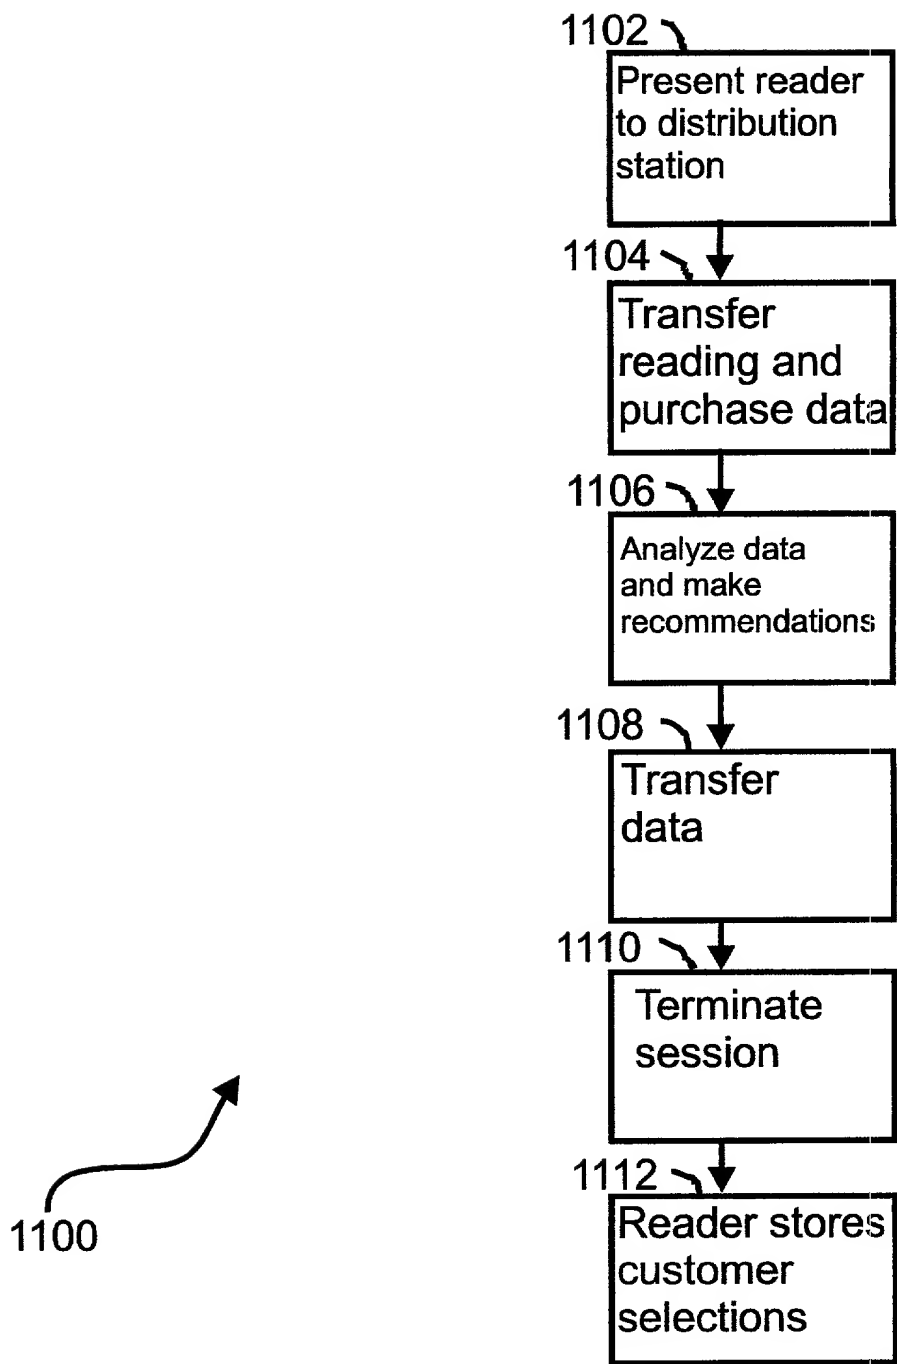 1102
Present reader
to distribution
station
1104
Transfer
reading and
purchase data
1106
Analyze data
and make
recommendations
1108
Transfer
data
1110
Terminate
session
1112
Reader stores
customer
selections
1100